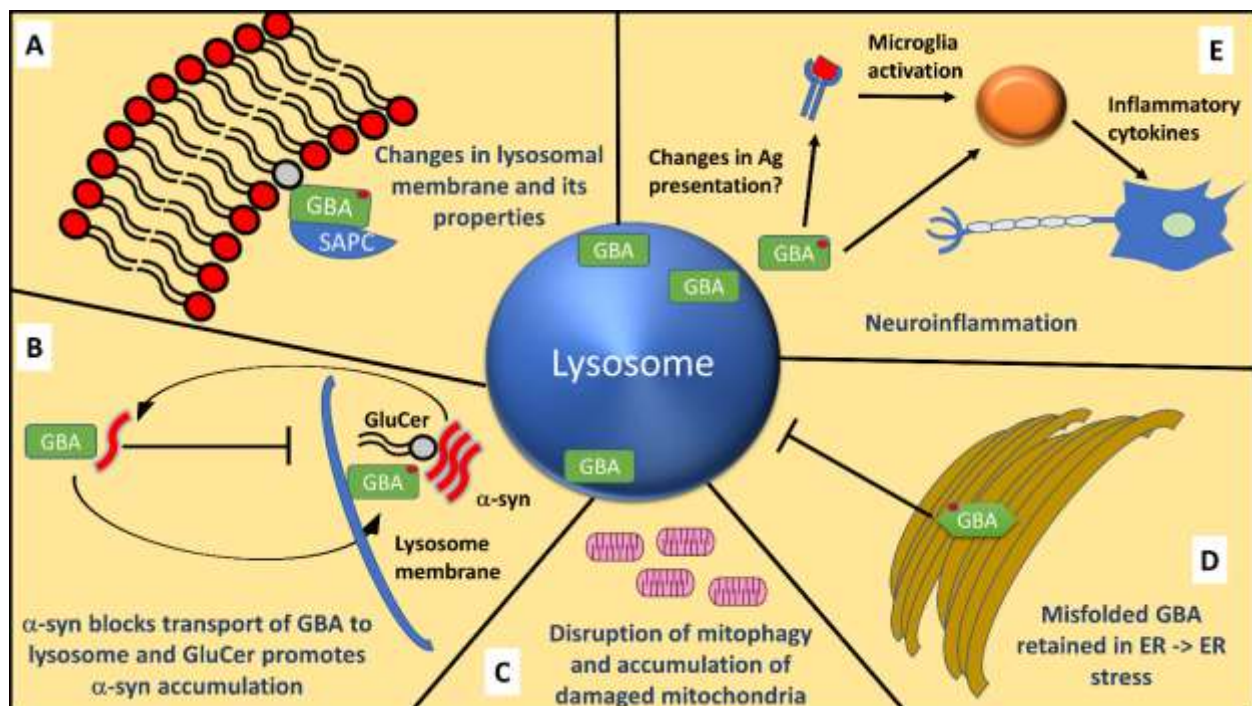 A
Changes in lysosomal
membrane and its
properties
GBA
SAPC
E
Microglia
activation
Inflammatory
cytokines
Changes in Ag
presentation?
GBA
Neuroinflammation
GBA
GBA
Lysosome
GBA
B
GBA
GluCer
GBA
α-syn
Lysosome
membrane
α-syn blocks transport of GBA to
lysosome and GluCer promotes
α-syn accumulation
C
Disruption of mitophagy
and accumulation of
damaged mitochondria
GBA
D
Misfolded GBA
retained in ER -> ER
stress